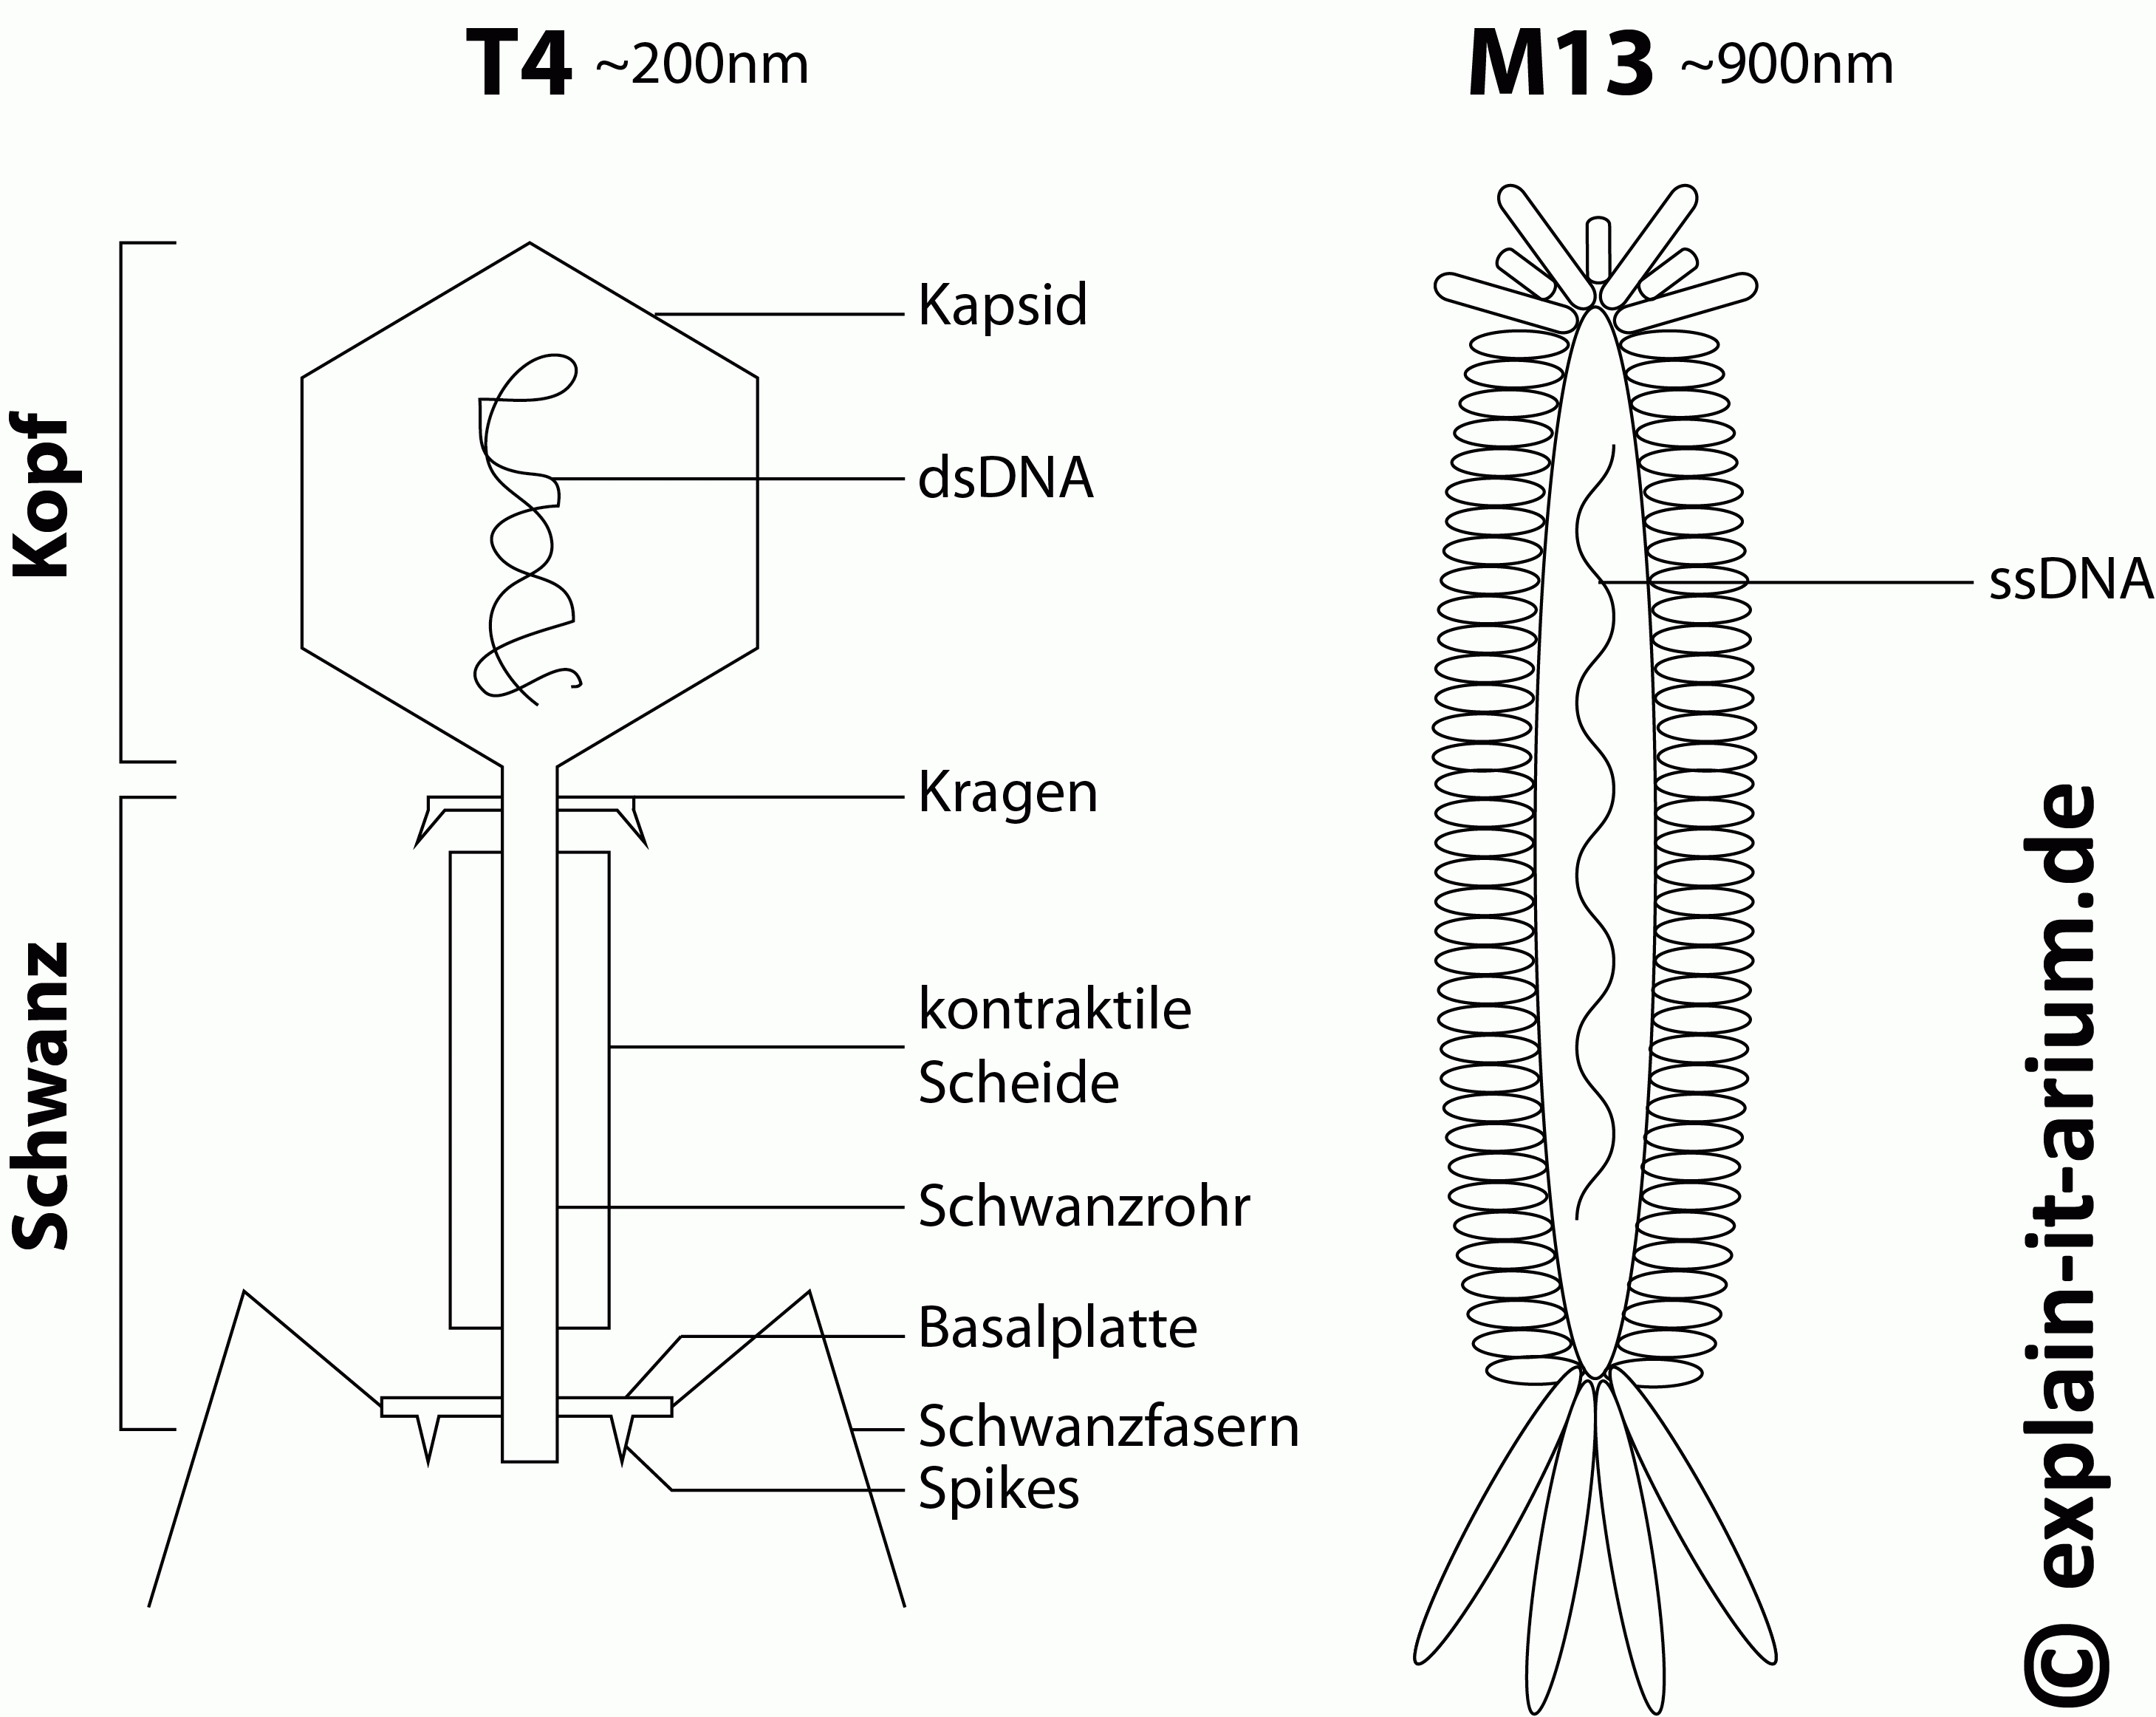 T4 ~200nm
M13 ~900nm
Kopf
Kapsid
dsDNA
ssDNA
Kragen
Schwanz
kontraktile
Scheide
Schwanzrohr
Basalplatte
Schwanzfasern
Spikes
© explain-it-arium.de